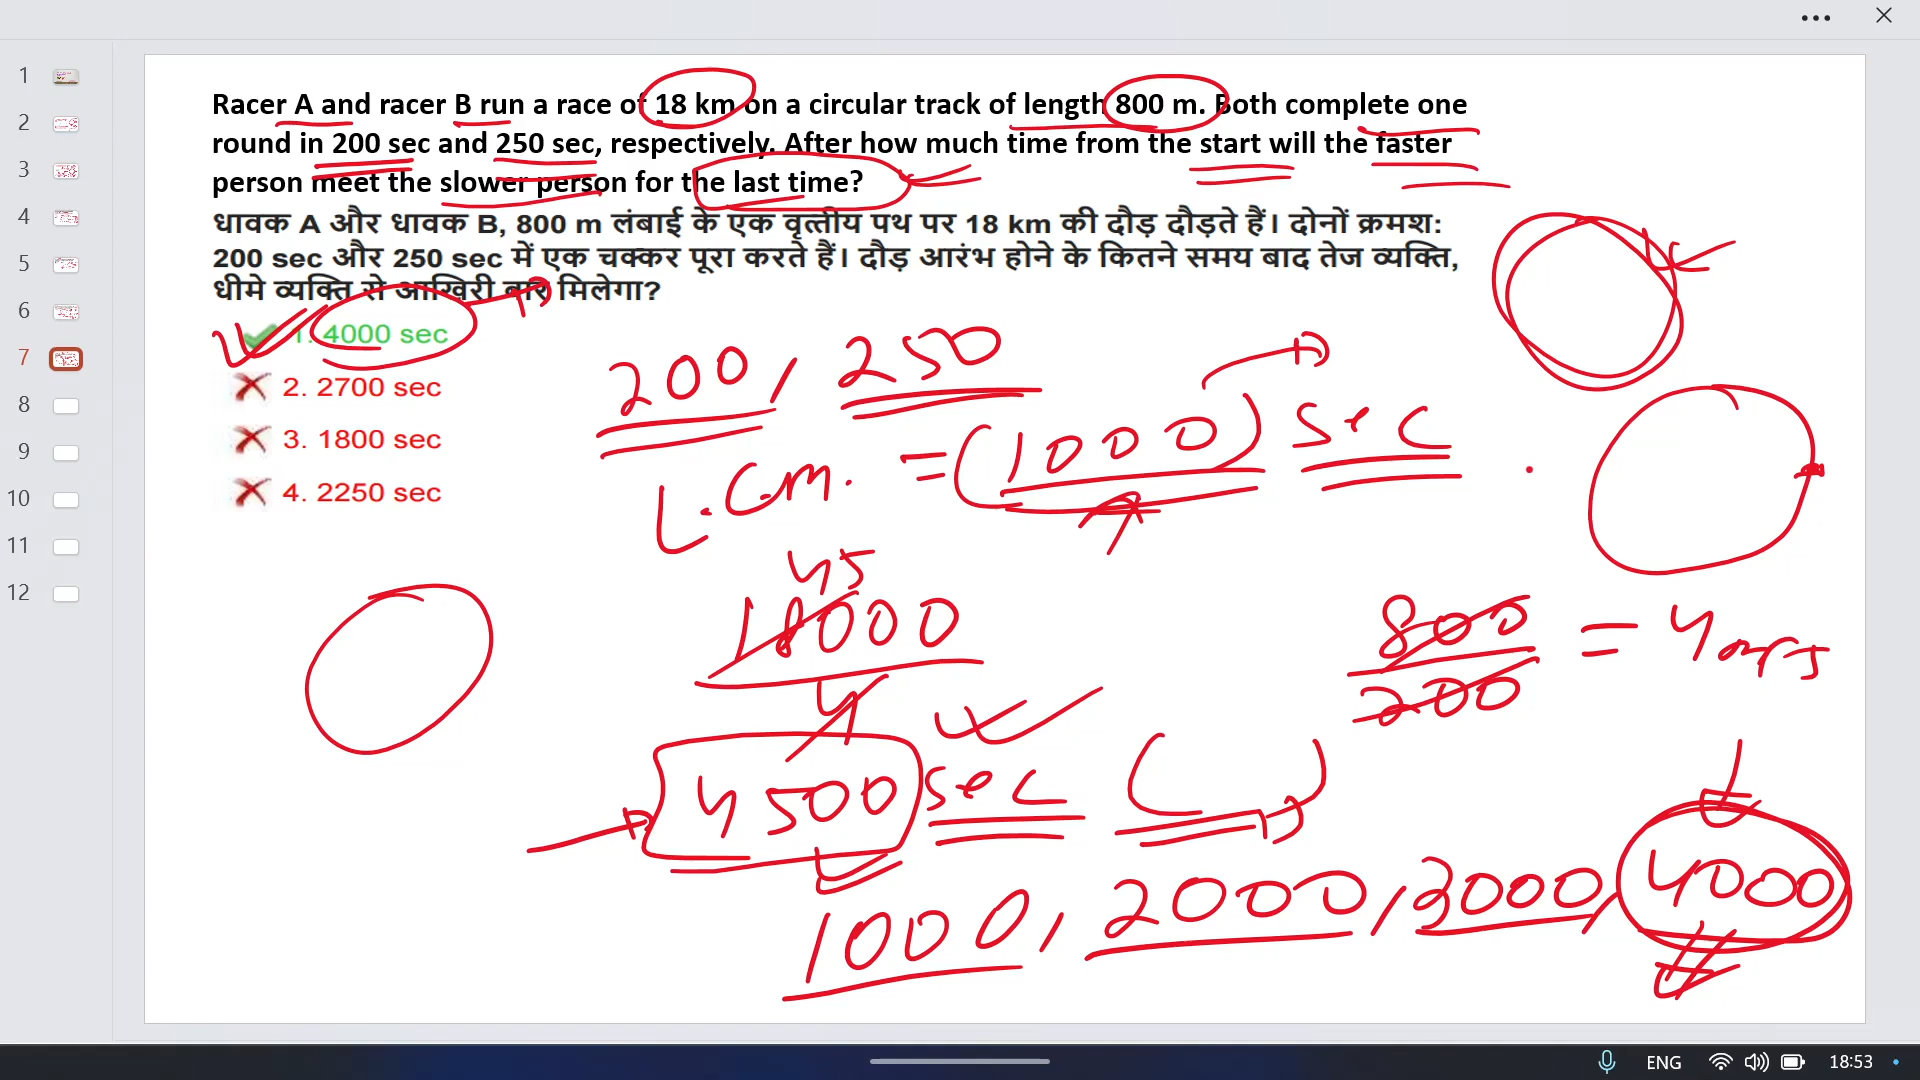 Racer A and racer B run a race of 18 km on a circular track of length 800 m. Both complete one
round in 200 sec and 250 sec, respectively. After how much time from the start will the faster
person meet the slower person for the last time?
धावक A और धावक B, 800 m लंबाई के एक वृत्तीय पथ पर 18 km की दौड़ दौड़ते हैं। दोनों क्रमश:
200 sec और 250 sec में एक चक्कर पूरा करते हैं। दौड़ आरंभ होने के कितने समय बाद तेज व्यक्ति,
धीमे व्यक्ति से आखिरी बार मिलेगा?
1. 4000 sec
2. 2700 sec
3. 1800 sec
4. 2250 sec
200, 250
L.C.M. = (1000) sec
45
18000
4
800
200
= 4 m/s
4500 sec
1000, 2000, 3000, 4000
1
2
3
4
5
6
7
8
9
10
11
12
ENG
18:53